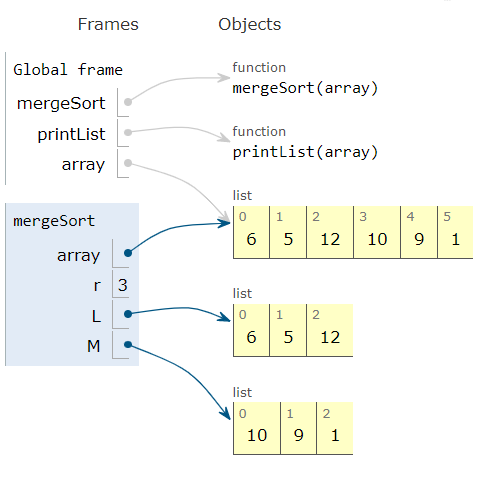 Frames Objects
Global frame
mergeSort
printList
array
function
mergeSort(array)
function
printList(array)
list
0 1 2 3 4 5
6 5 12 10 9 1
mergeSort
array
r 3
L
M
list
0 1 2
6 5 12
list
0 1 2
10 9 1